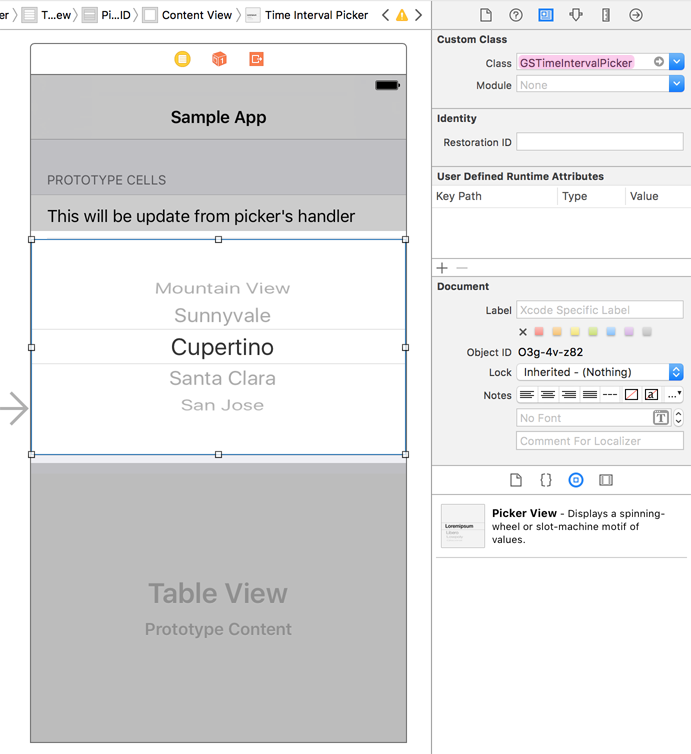 er T...ew Pi...ID Content View Time Interval Picker
Sample App
PROTOTYPE CELLS
This will be update from picker's handler
Mountain View
Sunnyvale
Cupertino
Santa Clara
San Jose
Table View
Prototype Content
Custom Class
Class GSTimeIntervalPicker
Module None
Identity
Restoration ID
User Defined Runtime Attributes
Key Path Type Value
Document
Label Xcode Specific Label
Object ID O3g-4v-z82
Lock Inherited - (Nothing)
Notes
No Font
Comment For Localizer
Picker View - Displays a spinning-
wheel or slot-machine motif of
values.